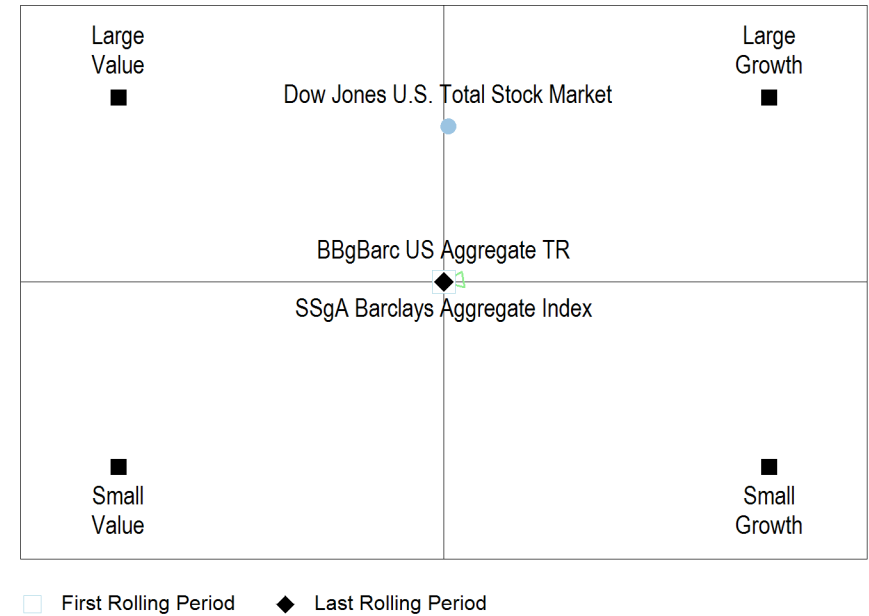 Large
Value
Large
Growth
Dow Jones U.S. Total Stock Market
BBgBarc US Aggregate TR
SSgA Barclays Aggregate Index
Small
Value
Small
Growth
First Rolling Period
Last Rolling Period